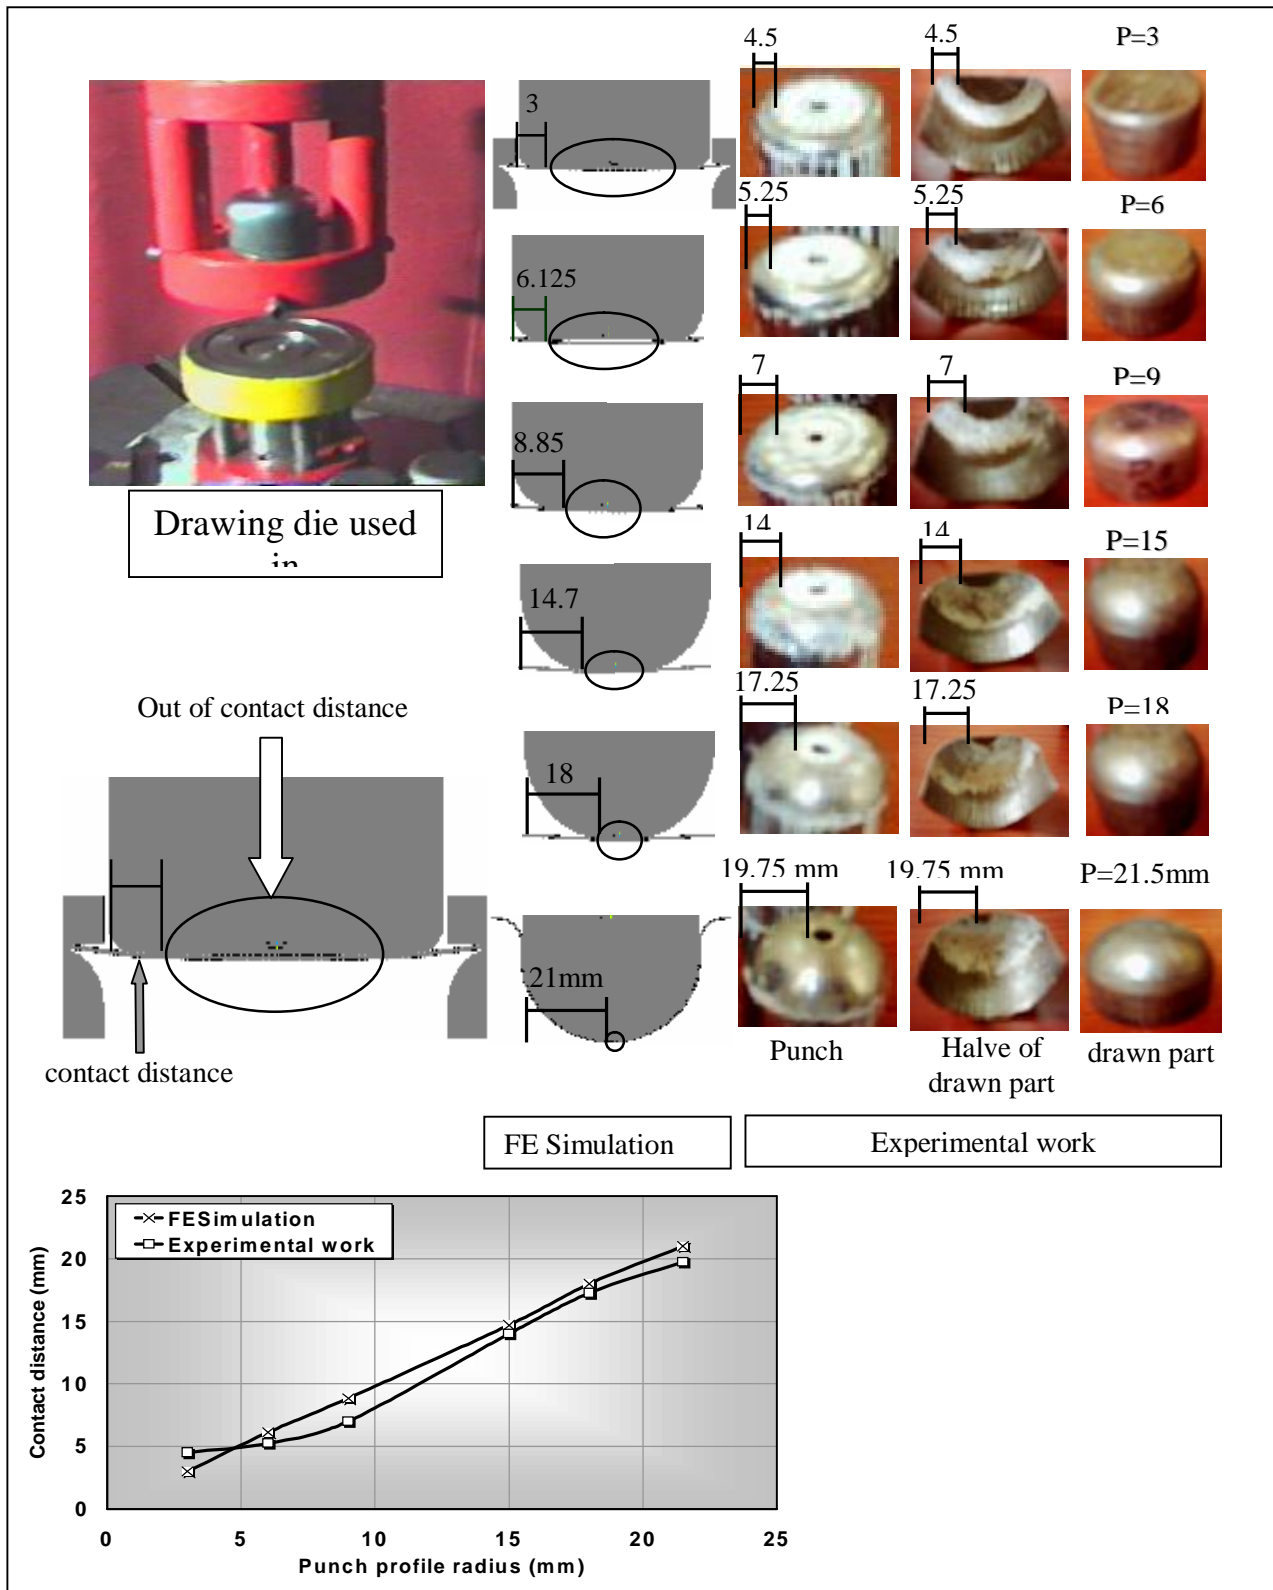 4.5
4.5
P=3
3
5.25
5.25
P=6
6.125
7
7
P=9
8.85
Drawing die used
in
14
14
P=15
14.7
17.25
17.25
P=18
Out of contact distance
18
19.75 mm
19.75 mm
P=21.5mm
21mm
contact distance
Punch
Halve of
drawn part
drawn part
FE Simulation
Experimental work
25
20
15
10
5
0
Contact distance (mm)
FESimulation
Experimental work
0
5
10
15
20
25
Punch profile radius (mm)